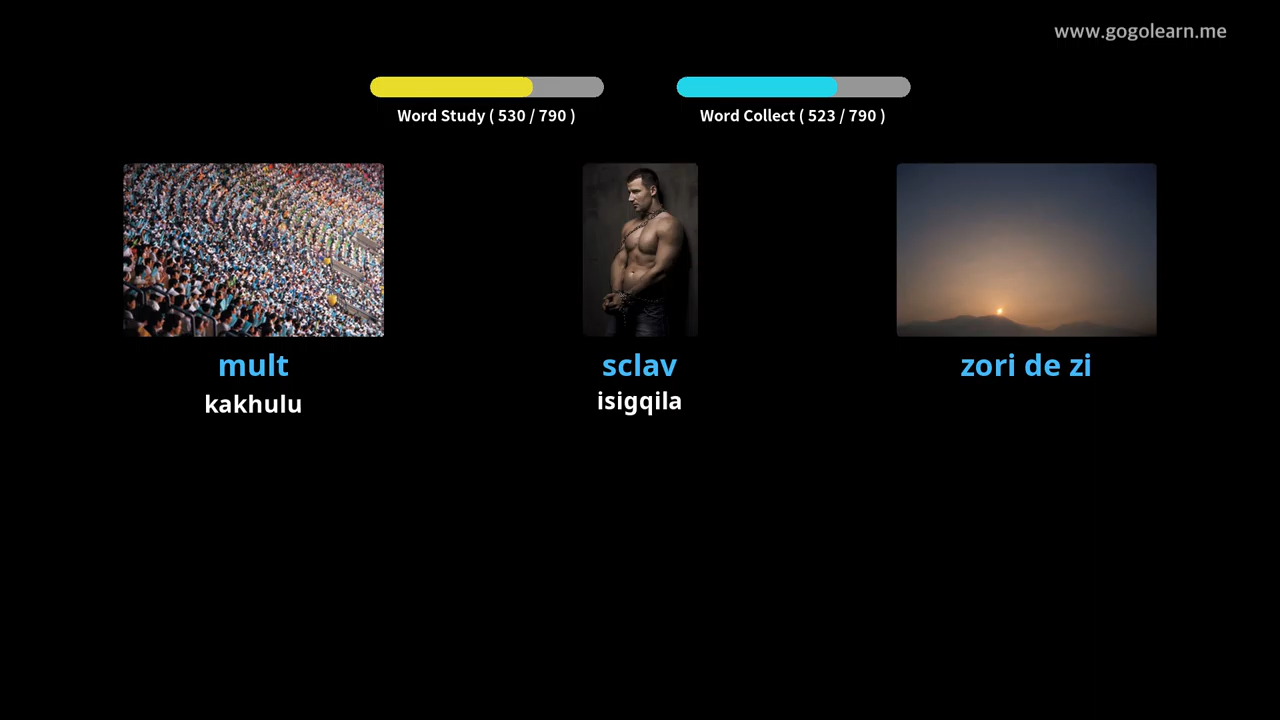 www.gogolearn.me
Word Study ( 530 / 790 )
Word Collect ( 523 / 790 )
mult
kakhulu
sclav
isigqila
zori de zi